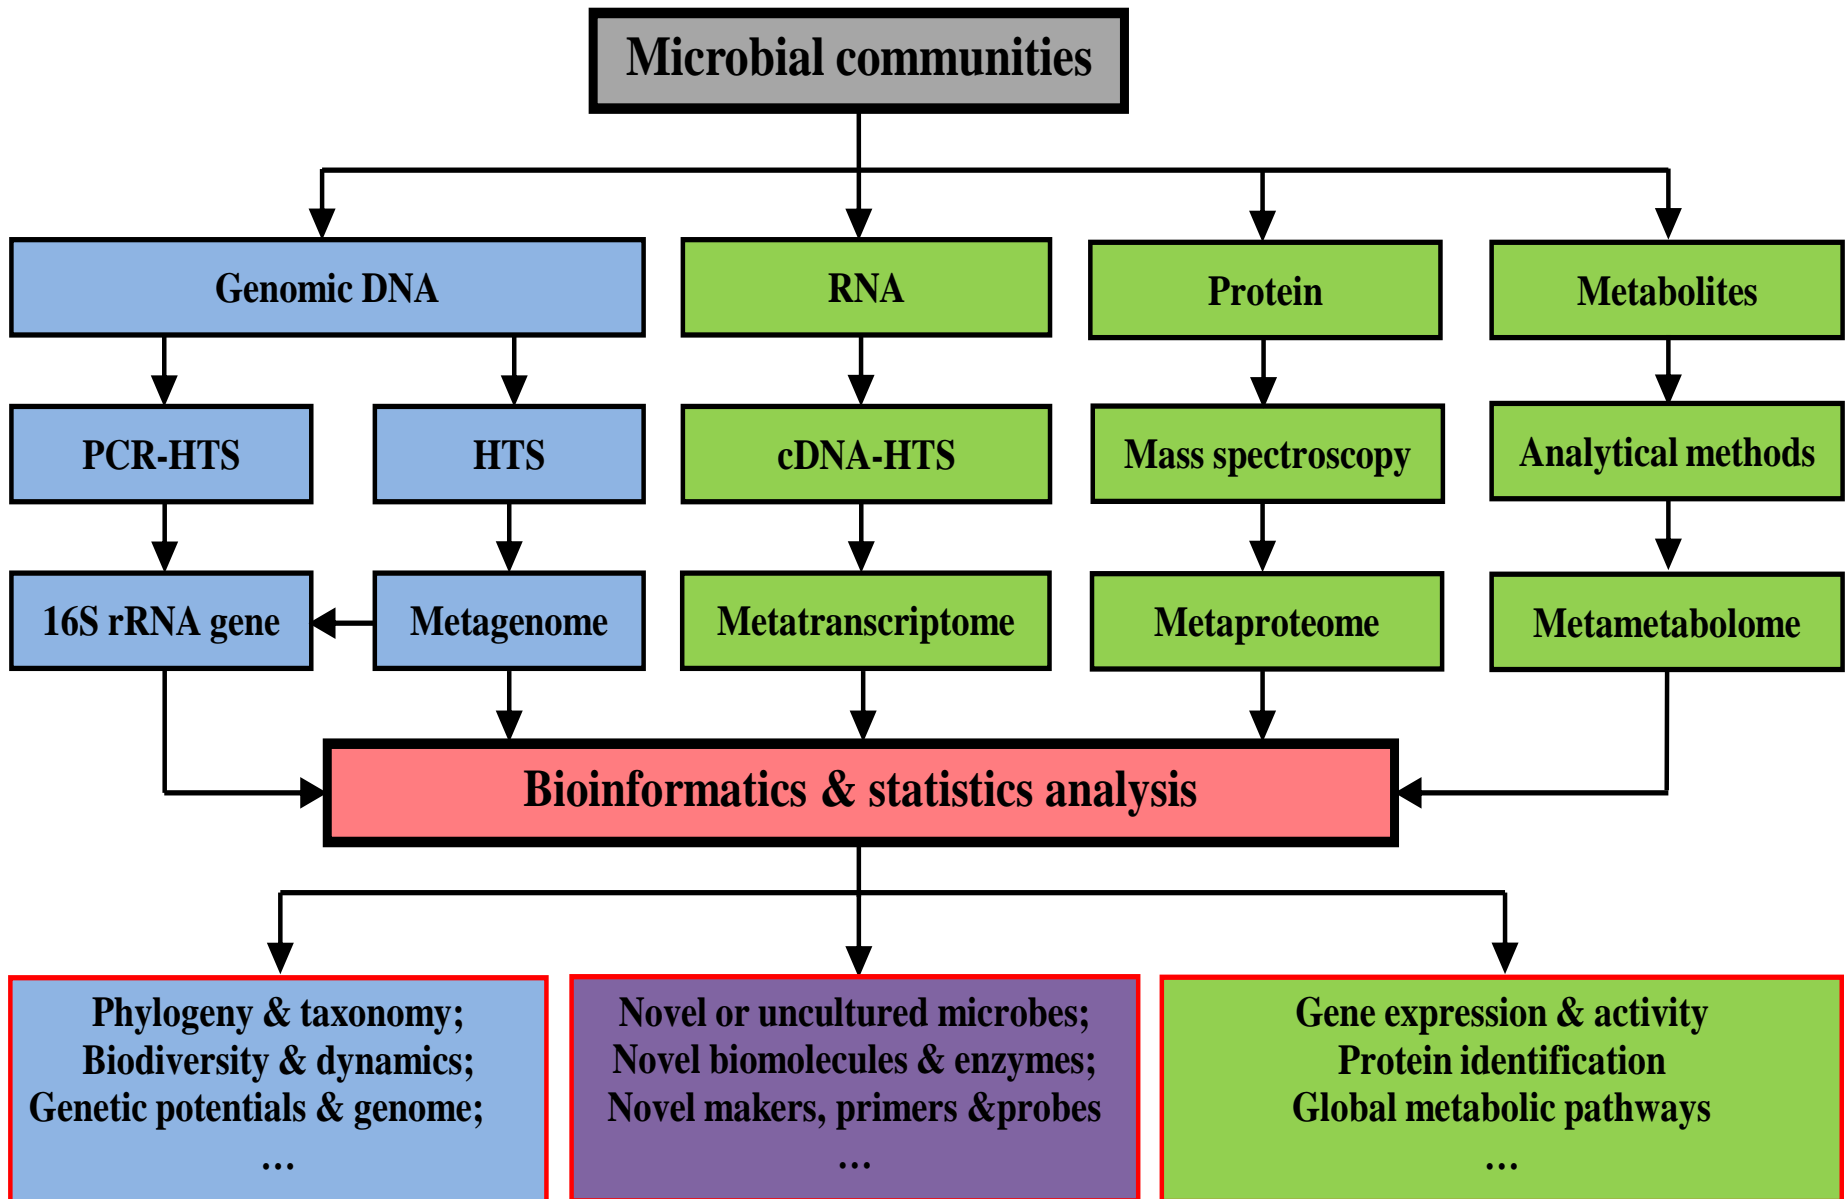 Microbial communities
Genomic DNA
RNA
Protein
Metabolites
PCR-HTS
HTS
cDNA-HTS
Mass spectroscopy
Analytical methods
16S rRNA gene
Metagenome
Metatranscriptome
Metaproteome
Metametabolome
Bioinformatics & statistics analysis
Phylogeny & taxonomy;
Biodiversity & dynamics;
Genetic potentials & genome;
...
Novel or uncultured microbes;
Novel biomolecules & enzymes;
Novel makers, primers &probes
...
Gene expression & activity
Protein identification
Global metabolic pathways
...